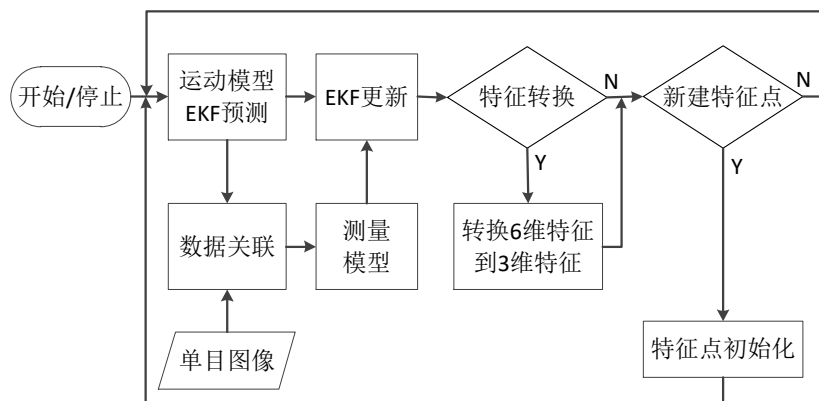 开始/停止
运动模型
EKF预测
EKF更新
特征转换
N
新建特征点
N
Y
Y
数据关联
测量
模型
转换6维特征
到3维特征
单目图像
特征点初始化